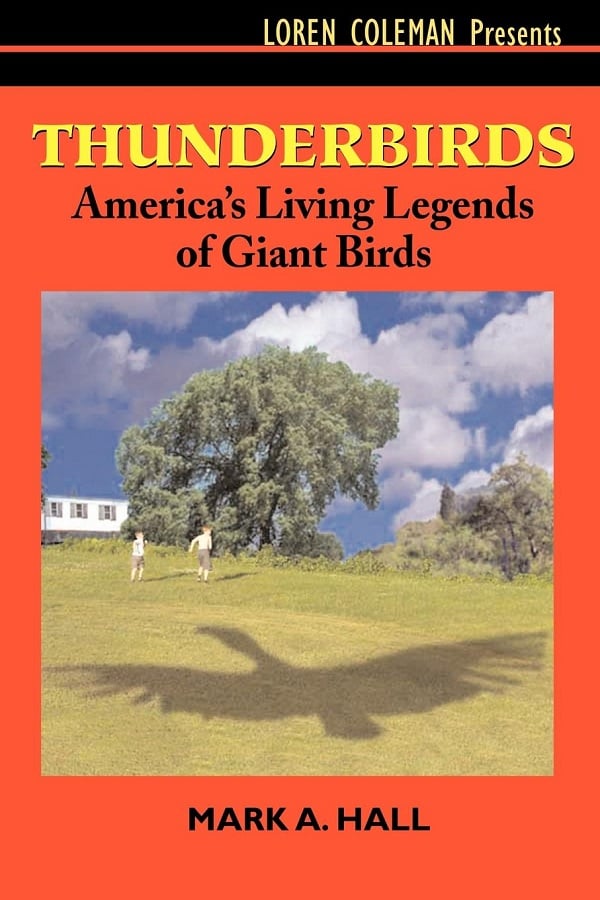 LOREN COLEMAN Presents
THUNDERBIRDS
America's Living Legends
of Giant Birds
MARK A. HALL